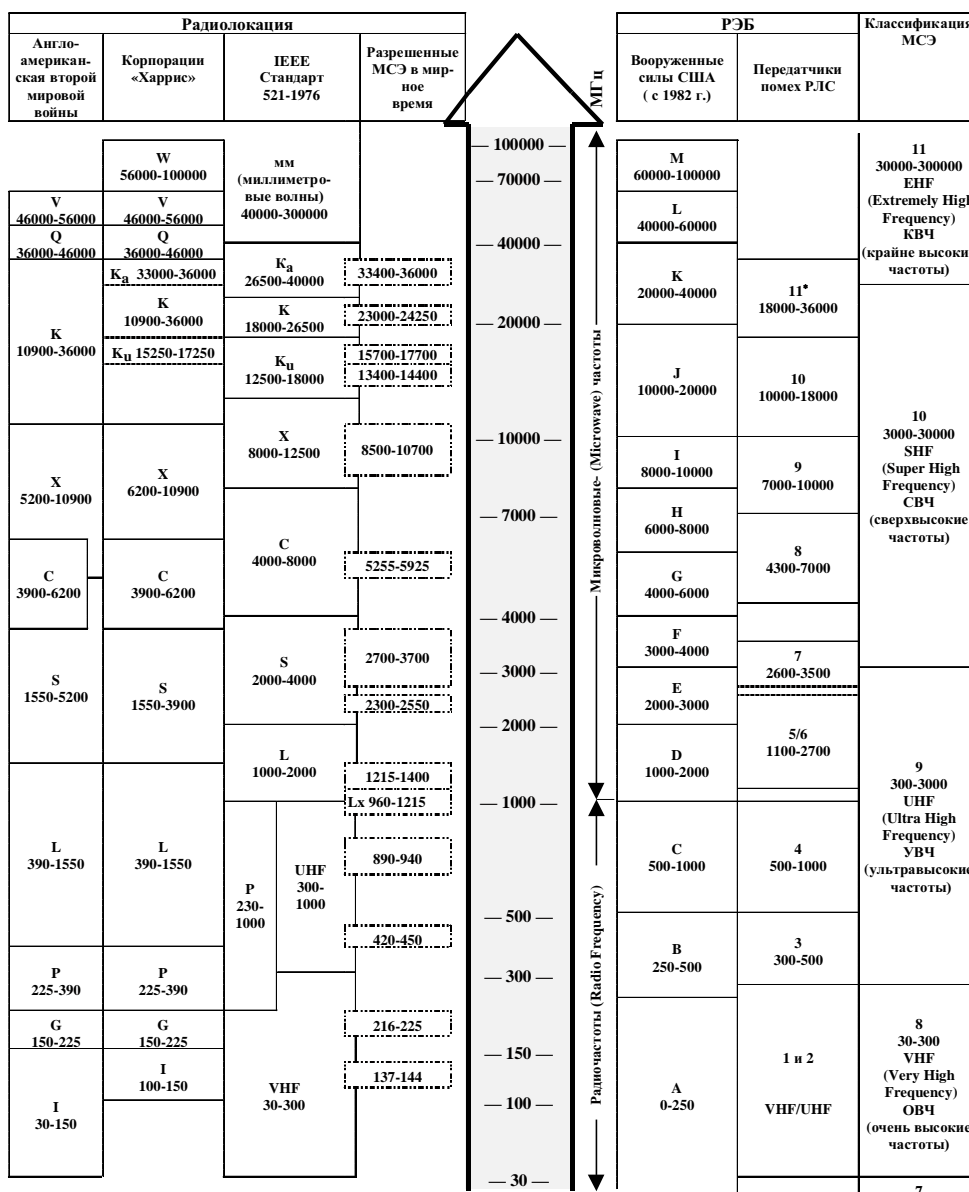 Радиолокация
РЭБ
Классификация
МСЭ
Англо-
американ-
ская второй
мировой
войны
Корпорации
«Харрис»
IEEE
Стандарт
521-1976
Разрешенные
МСЭ в мир-
ное
время
Вооруженные
силы США
( с 1982 г.)
Передатчики
помех РЛС
V
46000-56000
Q
36000-46000
K
10900-36000
X
5200-10900
C
3900-6200
S
1550-5200
L
390-1550
P
225-390
G
150-225
I
30-150
W
56000-100000
V
46000-56000
Q
36000-46000
Ka 33000-36000
K
10900-36000
Ku 15250-17250
X
6200-10900
C
3900-6200
S
1550-3900
L
390-1550
P
225-390
G
150-225
I
100-150
мм
(миллиметро-
вые волны)
40000-300000
Ka
26500-40000
K
18000-26500
Ku
12500-18000
X
8000-12500
C
4000-8000
S
2000-4000
L
1000-2000
P
230-
1000
UHF
300-
1000
VHF
30-300
33400-36000
23000-24250
15700-17700
13400-14400
8500-10700
5255-5925
2700-3700
2300-2550
1215-1400
Lx 960-1215
890-940
420-450
216-225
137-144
— 100000 —
— 70000 —
— 40000 —
— 20000 —
— 10000 —
— 7000 —
— 4000 —
— 3000 —
— 2000 —
— 1000 —
— 500 —
— 300 —
— 150 —
— 100 —
— 30 —
МГц
Микроволновые- (Microwave) частоты
Радиочастоты (Radio Frequency)
M
60000-100000
L
40000-60000
K
20000-40000
J
10000-20000
I
8000-10000
H
6000-8000
G
4000-6000
F
3000-4000
E
2000-3000
D
1000-2000
C
500-1000
B
250-500
A
0-250
11*
18000-36000
10
10000-18000
9
7000-10000
8
4300-7000
7
2600-3500
5/6
1100-2700
4
500-1000
3
300-500
1 и 2
VHF/UHF
11
30000-300000
EHF
(Extremely High
Frequency)
КВЧ
(крайне высокие
частоты)
10
3000-30000
SHF
(Super High
Frequency)
СВЧ
(сверхвысокие
частоты)
9
300-3000
UHF
(Ultra High
Frequency)
УВЧ
(ультравысокие
частоты)
8
30-300
VHF
(Very High
Frequency)
ОВЧ
(очень высокие
частоты)
7